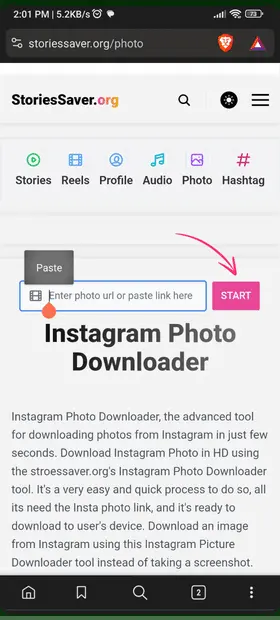 2:01 PM | 5.2KB/s
73
storiessaver.org/photo
StoriesSaver.org
Stories Reels Profile Audio Photo Hashtag
Paste
Enter photo url or paste link here START
Instagram Photo
Downloader
Instagram Photo Downloader, the advanced tool
for downloading photos from Instagram in just few
seconds. Download Instagram Photo in HD using
the stroessaver.org's Instagram Photo Downloader
tool. It's a very easy and quick process to do so, all
its need the Insta photo link, and it's ready to
download to user's device. Download an image
from Instagram using this Instagram Picture
Downloader tool instead of taking a screenshot.
2